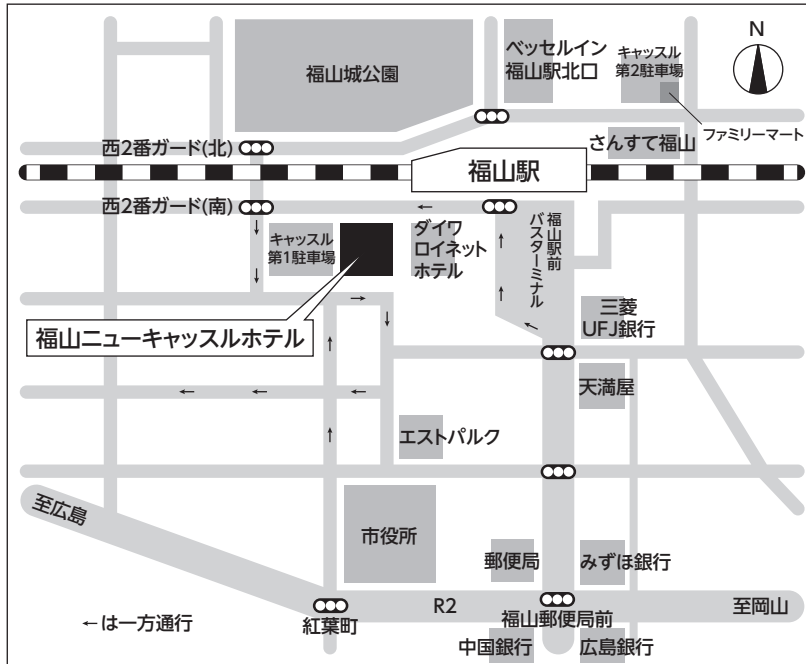 福山城公園
ベッセルイン
福山駅北口
キャッスル
第2駐車場
N
ファミリーマート
さんすて福山
西2番ガード(北)
福山駅
西2番ガード(南)
キャッスル
第1駐車場
ダイワ
ロイネット
ホテル
福山駅前
バスターミナル
福山ニューキャッスルホテル
三菱
UFJ銀行
天満屋
エストパルク
至広島
市役所
郵便局
みずほ銀行
R2
至岡山
←は一方通行
紅葉町
福山郵便局前
中国銀行
広島銀行